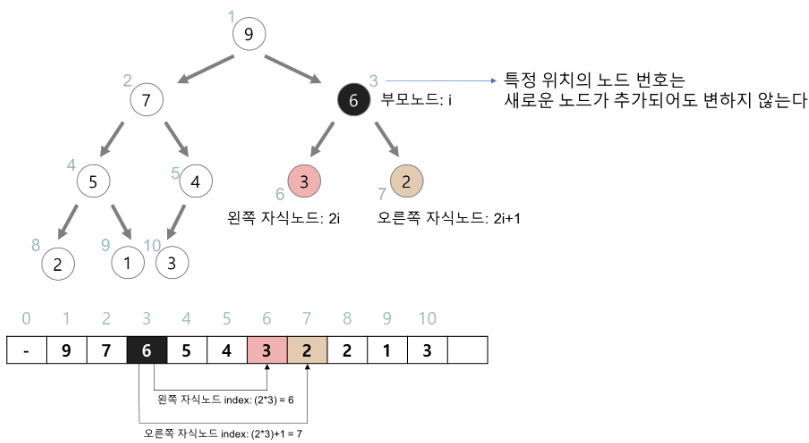 1
9
2
7
3
6
부모노드: i
특정 위치의 노드 번호는
새로운 노드가 추가되어도 변하지 않는다
4
5
5
4
6
3
7
2
왼쪽 자식노드: 2i
오른쪽 자식노드: 2i+1
8
2
9
1
10
3
0 1 2 3 4 5 6 7 8 9 10
- 9 7 6 5 4 3 2 2 1 3
왼쪽 자식노드 index: (2*3) = 6
오른쪽 자식노드 index: (2*3)+1 = 7